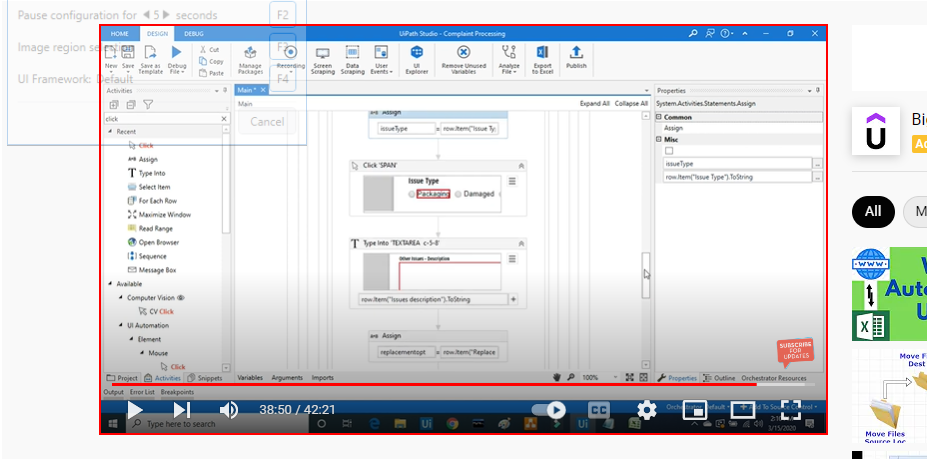 Pause configuration for 5 seconds F2
Image region selection F3
UI Framework: Default F4
Cancel
HOME DESIGN DEBUG UiPath Studio - Complaint Processing
New Save Save as Template Debug File Cut Copy Paste Manage Packages Recording Screen Scraping Data Scraping User Events UI Explorer Remove Unused Variables Analyze File Export to Excel Publish
Activities
click
Recent
Click
Assign
Type Into
Select Item
For Each Row
Maximize Window
Read Range
Open Browser
Sequence
Message Box
Available
Computer Vision
CV Click
UI Automation
Element
Mouse
Click
Project Activities Snippets
Main*
Main Expand All Collapse All
Assign
issueType = row.Item("Issue Ty
Click 'SPAN'
Issue Type
Packaging Damaged
Type Into 'TEXTAREA c-5-8'
Other Issues - Description
row.Item("Issues description").ToString
Assign
replacementopt = row.Item("Replace
Variables Arguments Imports 100%
Properties
System.Activities.Statements.Assign
Common
Assign
Misc
issueType
row.Item("Issue Type").ToString
Properties Outline Orchestrator Resources
SUBSCRIBE FOR UPDATES
Output Error List Breakpoints
Add To Source Control
38:50 / 42:21 CC
Type here to search
3/15/2020
All
WWW
Move Files
Source Loc